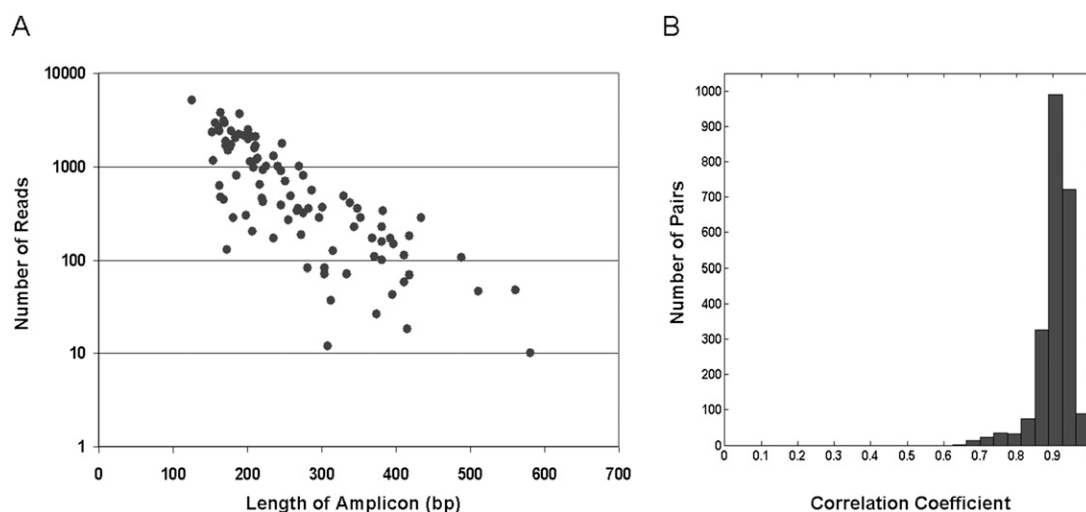 A
10000
1000
100
10
1
0 100 200 300 400 500 600 700
Number of Reads
Length of Amplicon (bp)
B
1000
900
800
700
600
500
400
300
200
100
0
0 0.1 0.2 0.3 0.4 0.5 0.6 0.7 0.8 0.9
Number of Pairs
Correlation Coefficient